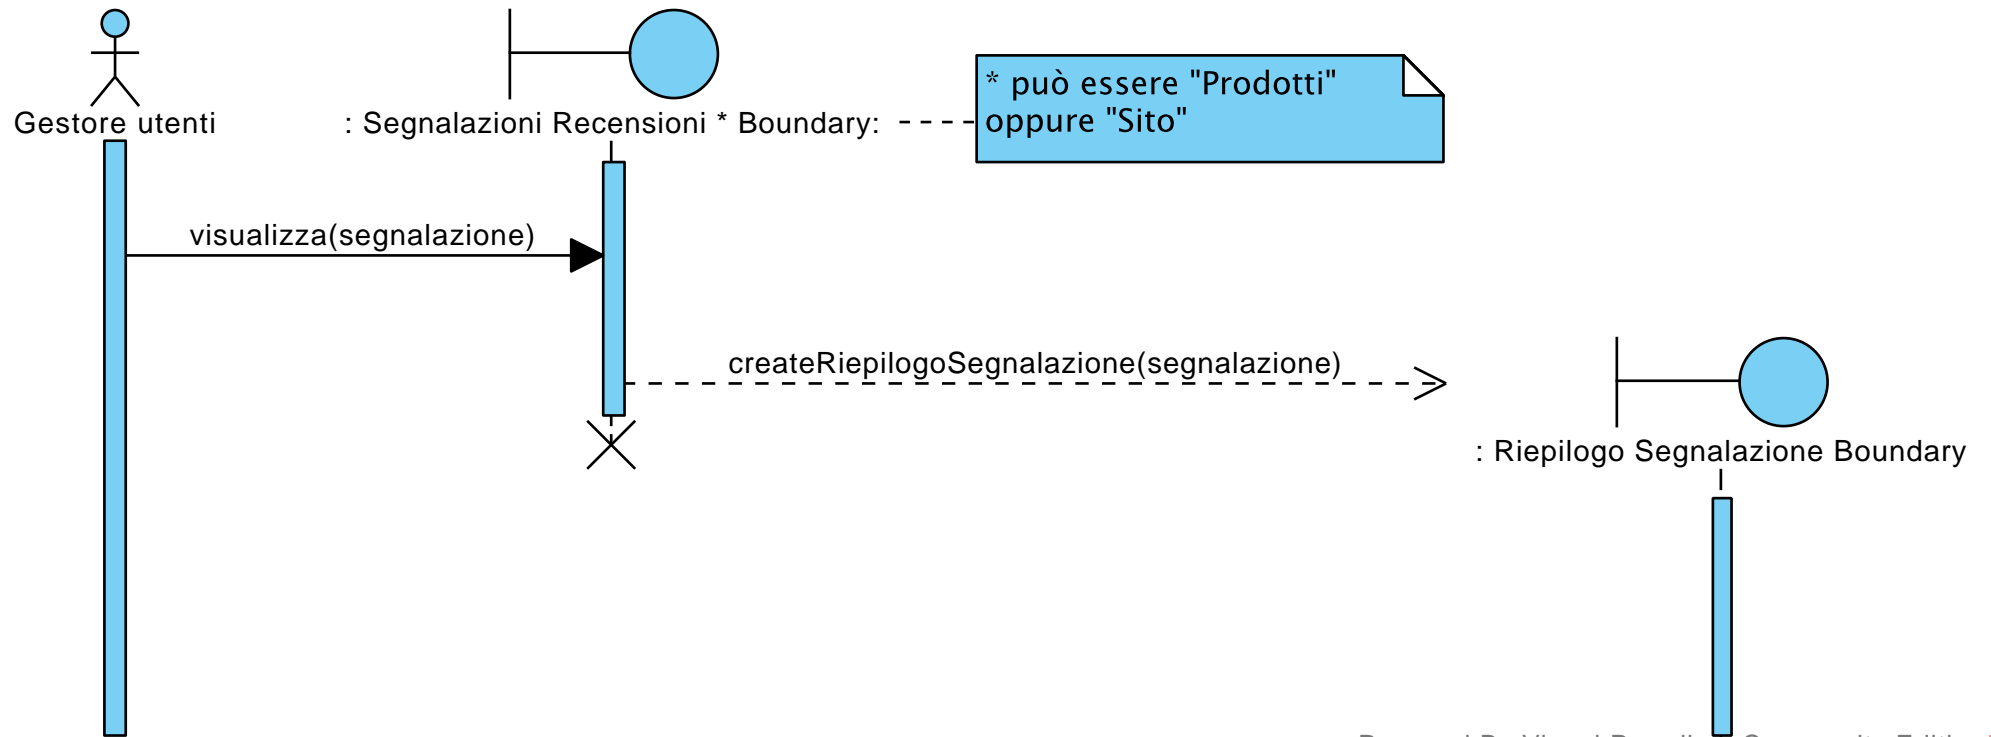 * può essere "Prodotti"
oppure "Sito"
Gestore utenti
: Segnalazioni Recensioni * Boundary:
visualizza(segnalazione)
createRiepilogoSegnalazione(segnalazione)
: Riepilogo Segnalazione Boundary